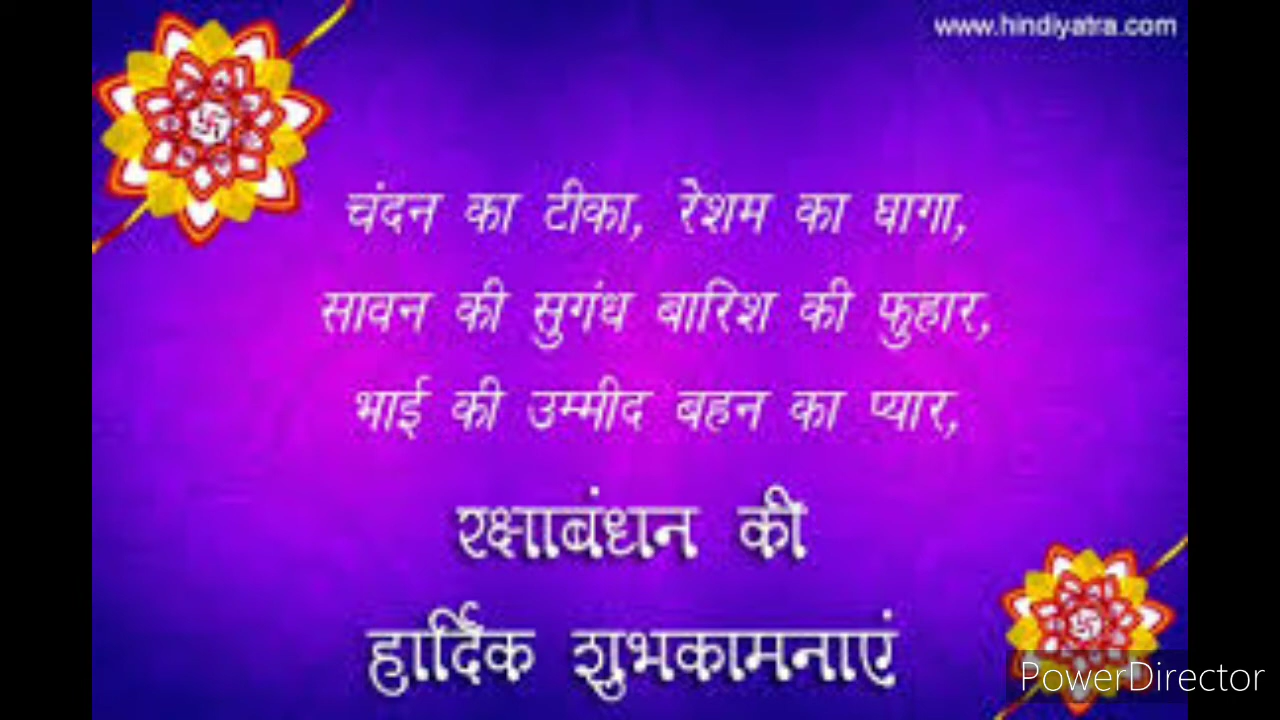 www.hindiyatra.com
चंदन का टीका, रेशम का घागा,
सावन की सुगंध बारिश की फुहार,
भाई की उम्मीद बहन का प्यार,
रक्षाबंधन की
हार्दिक शुभकामनाएं
PowerDirector